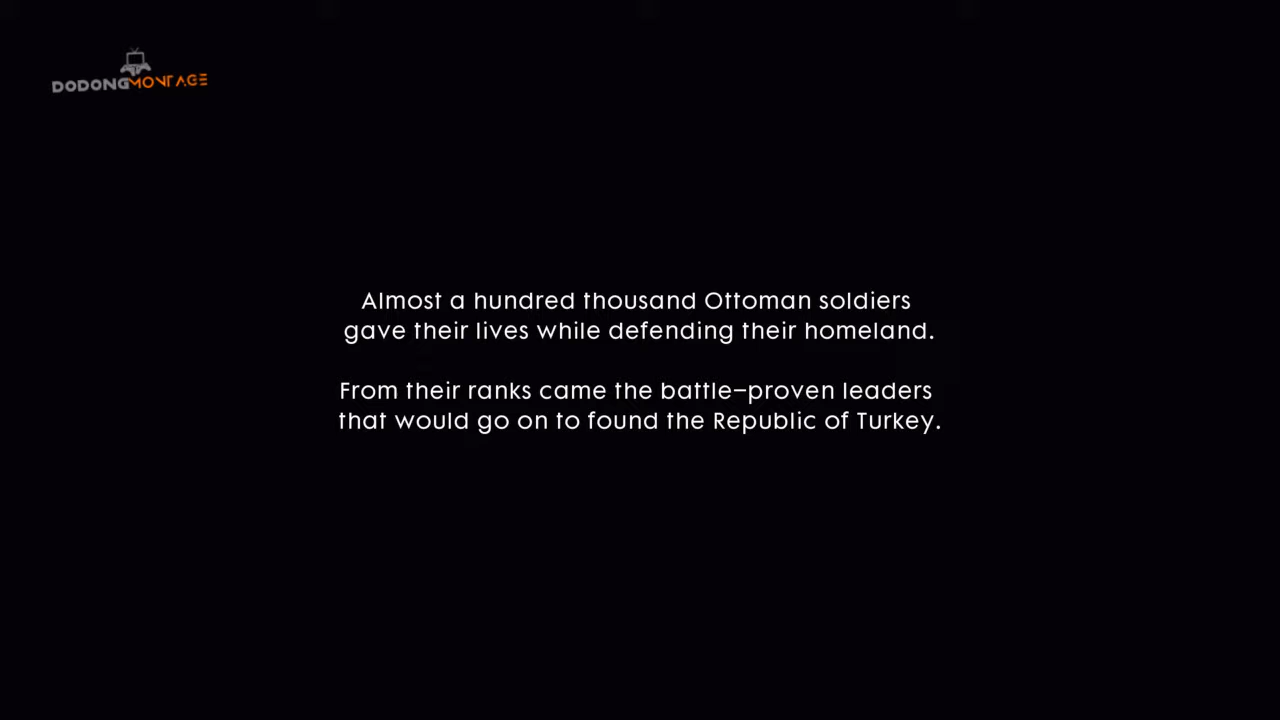 DODONGMONTAGE
Almost a hundred thousand Ottoman soldiers
gave their lives while defending their homeland.
From their ranks came the battle–proven leaders
that would go on to found the Republic of Turkey.